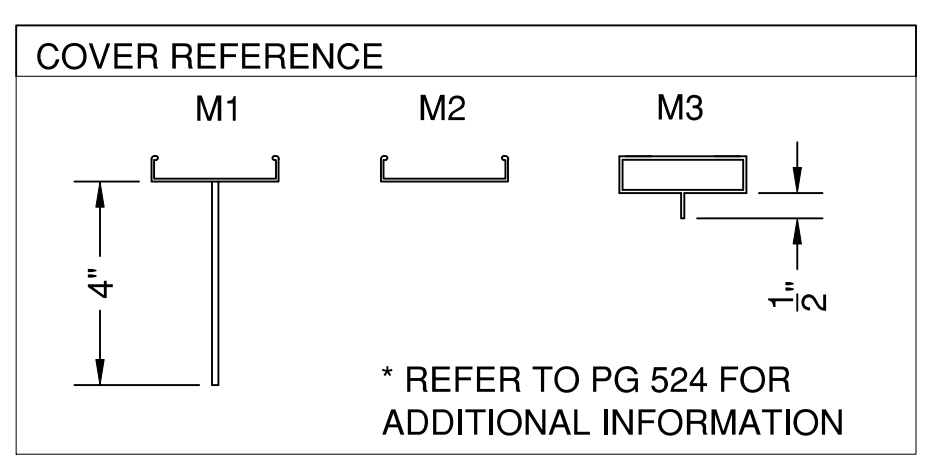 COVER REFERENCE
M1 M2 M3
4"
1/2"
* REFER TO PG 524 FOR
ADDITIONAL INFORMATION